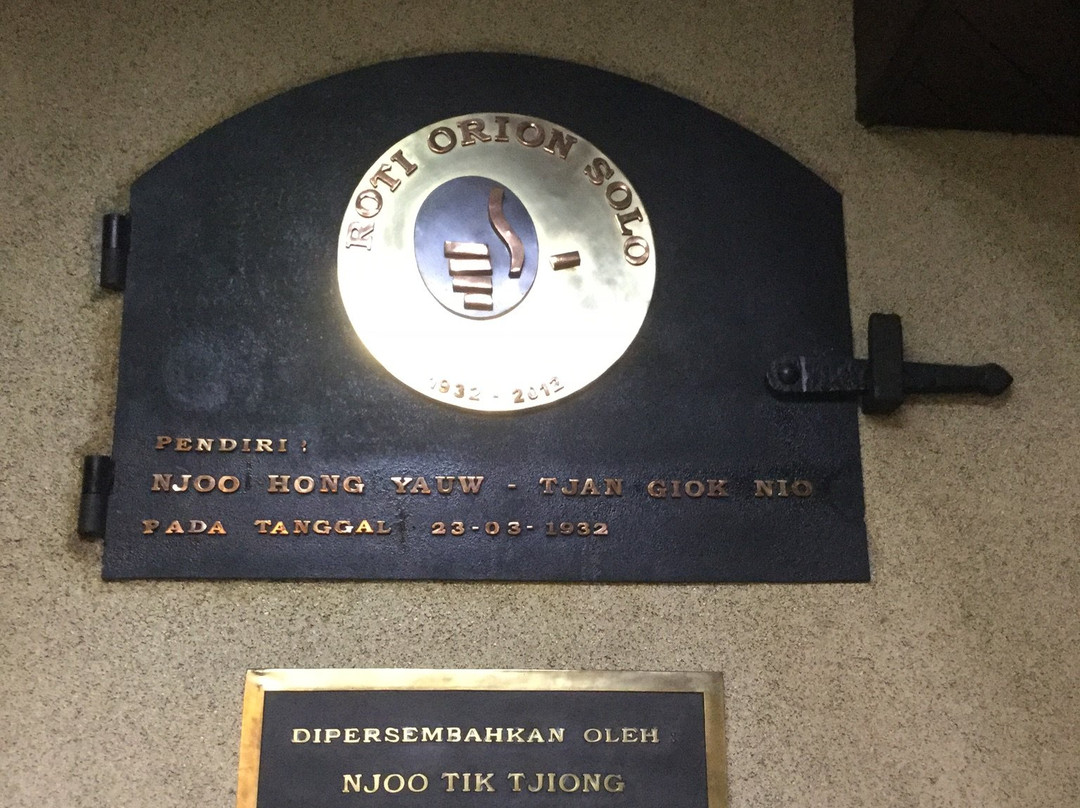 ROTI ORION SOLO
1932 - 2012
PENDIRI :
NJOO HONG YAUW - TJAN GIOK NIO
PADA TANGGAL 23-03-1932
DIPERSEMBAHKAN OLEH :
NJOO TIK TJIONG